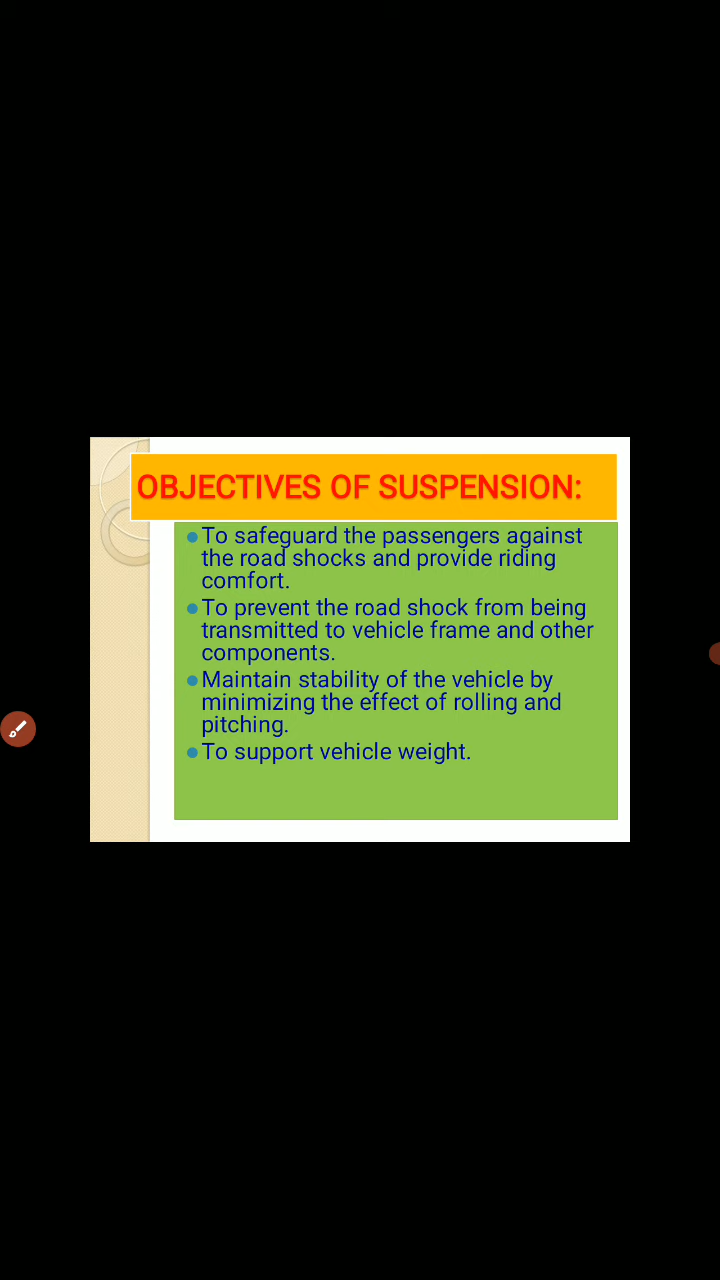 OBJECTIVES OF SUSPENSION:
To safeguard the passengers against
the road shocks and provide riding
comfort.
To prevent the road shock from being
transmitted to vehicle frame and other
components.
Maintain stability of the vehicle by
minimizing the effect of rolling and
pitching.
To support vehicle weight.